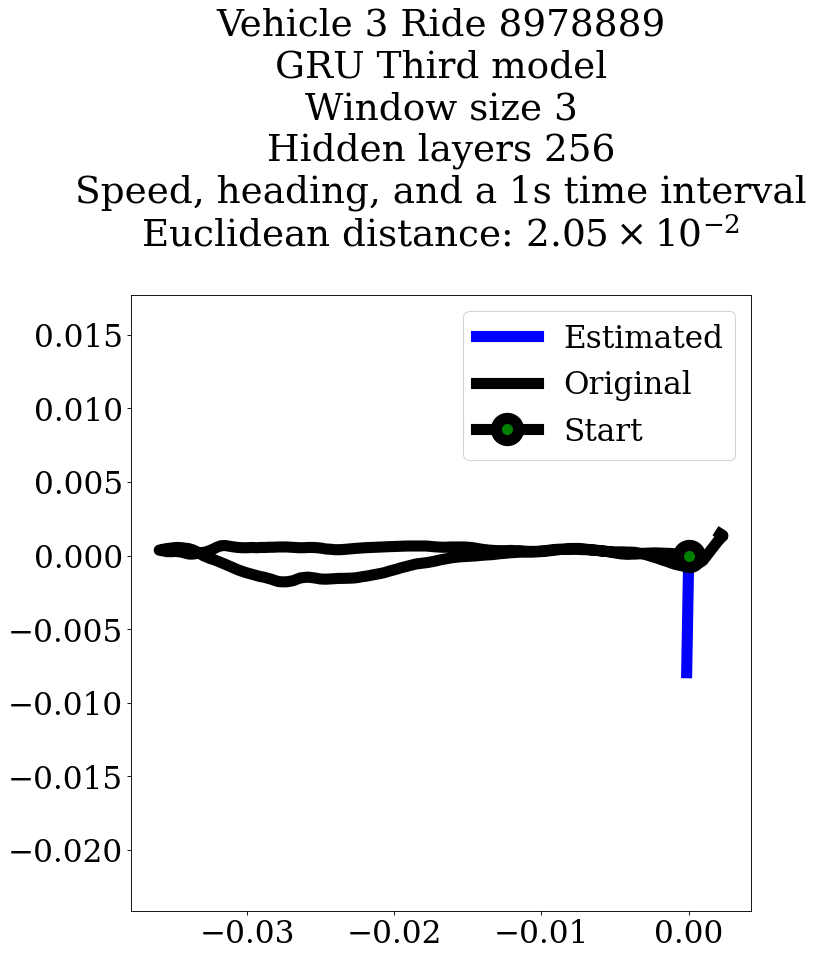 Vehicle 3 Ride 8978889
GRU Third model
Window size 3
Hidden layers 256
Speed, heading, and a 1s time interval
Euclidean distance: 2.05 × 10⁻²
Estimated
Original
Start
0.015
0.010
0.005
0.000
−0.005
−0.010
−0.015
−0.020
−0.03
−0.02
−0.01
0.00